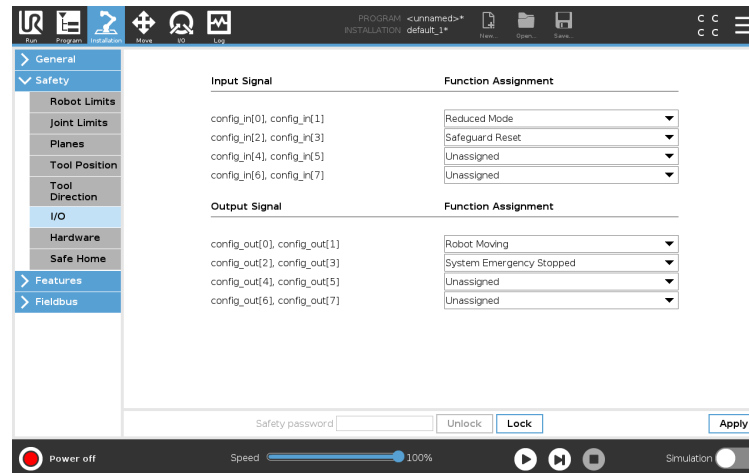 UR
PROGRAM <unnamed>*
INSTALLATION default_1*
Run Program Installation Move I/O Log New... Open... Save...
C C
C C
General
Safety
Robot Limits
Joint Limits
Planes
Tool Position
Tool
Direction
I/O
Hardware
Safe Home
Features
Fieldbus
Input Signal Function Assignment
config_in[0], config_in[1] Reduced Mode
config_in[2], config_in[3] Safeguard Reset
config_in[4], config_in[5] Unassigned
config_in[6], config_in[7] Unassigned
Output Signal Function Assignment
config_out[0], config_out[1] Robot Moving
config_out[2], config_out[3] System Emergency Stopped
config_out[4], config_out[5] Unassigned
config_out[6], config_out[7] Unassigned
Safety password Unlock Lock Apply
Power off Speed 100% Simulation